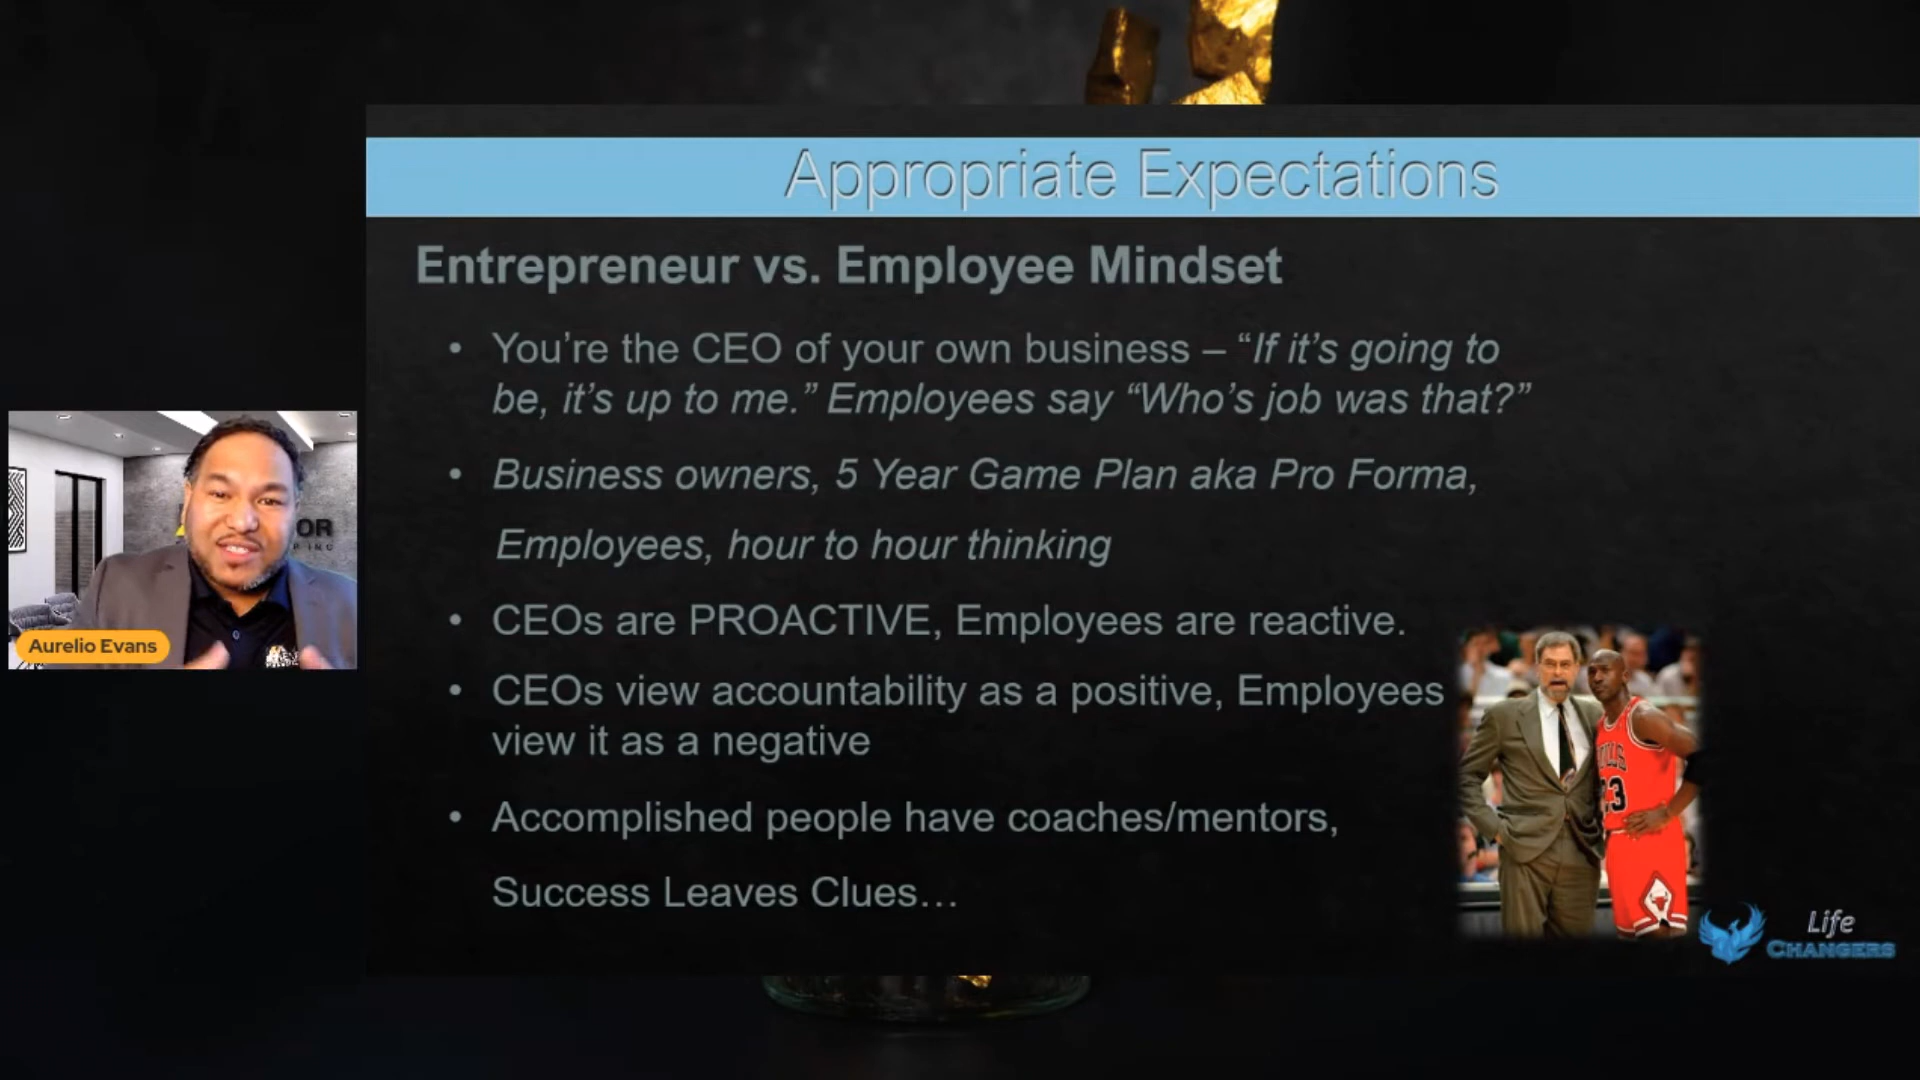 Appropriate Expectations
Entrepreneur vs. Employee Mindset
• You’re the CEO of your own business – “If it’s going to
be, it’s up to me.” Employees say “Who’s job was that?”
• Business owners, 5 Year Game Plan aka Pro Forma,
Employees, hour to hour thinking
• CEOs are PROACTIVE, Employees are reactive.
• CEOs view accountability as a positive, Employees
view it as a negative
• Accomplished people have coaches/mentors,
Success Leaves Clues…
OR
INC
Aurelio Evans
23
Life
CHANGERS